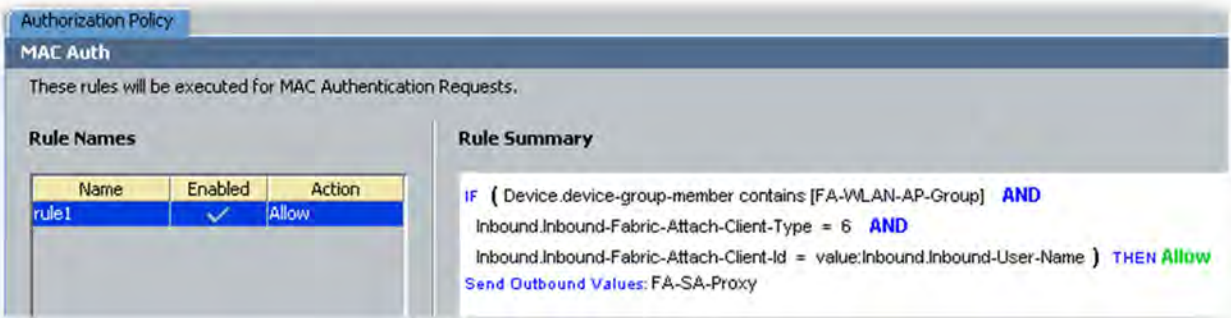 Authorization Policy
MAC Auth
These rules will be executed for MAC Authentication Requests.
Rule Names
Name Enabled Action
rule1 Allow
Rule Summary
IF ( Device.device-group-member contains [FA-WLAN-AP-Group] AND
Inbound.Inbound-Fabric-Attach-Client-Type = 6 AND
Inbound.Inbound-Fabric-Attach-Client-Id = value:Inbound.Inbound-User-Name ) THEN Allow
Send Outbound Values: FA-SA-Proxy